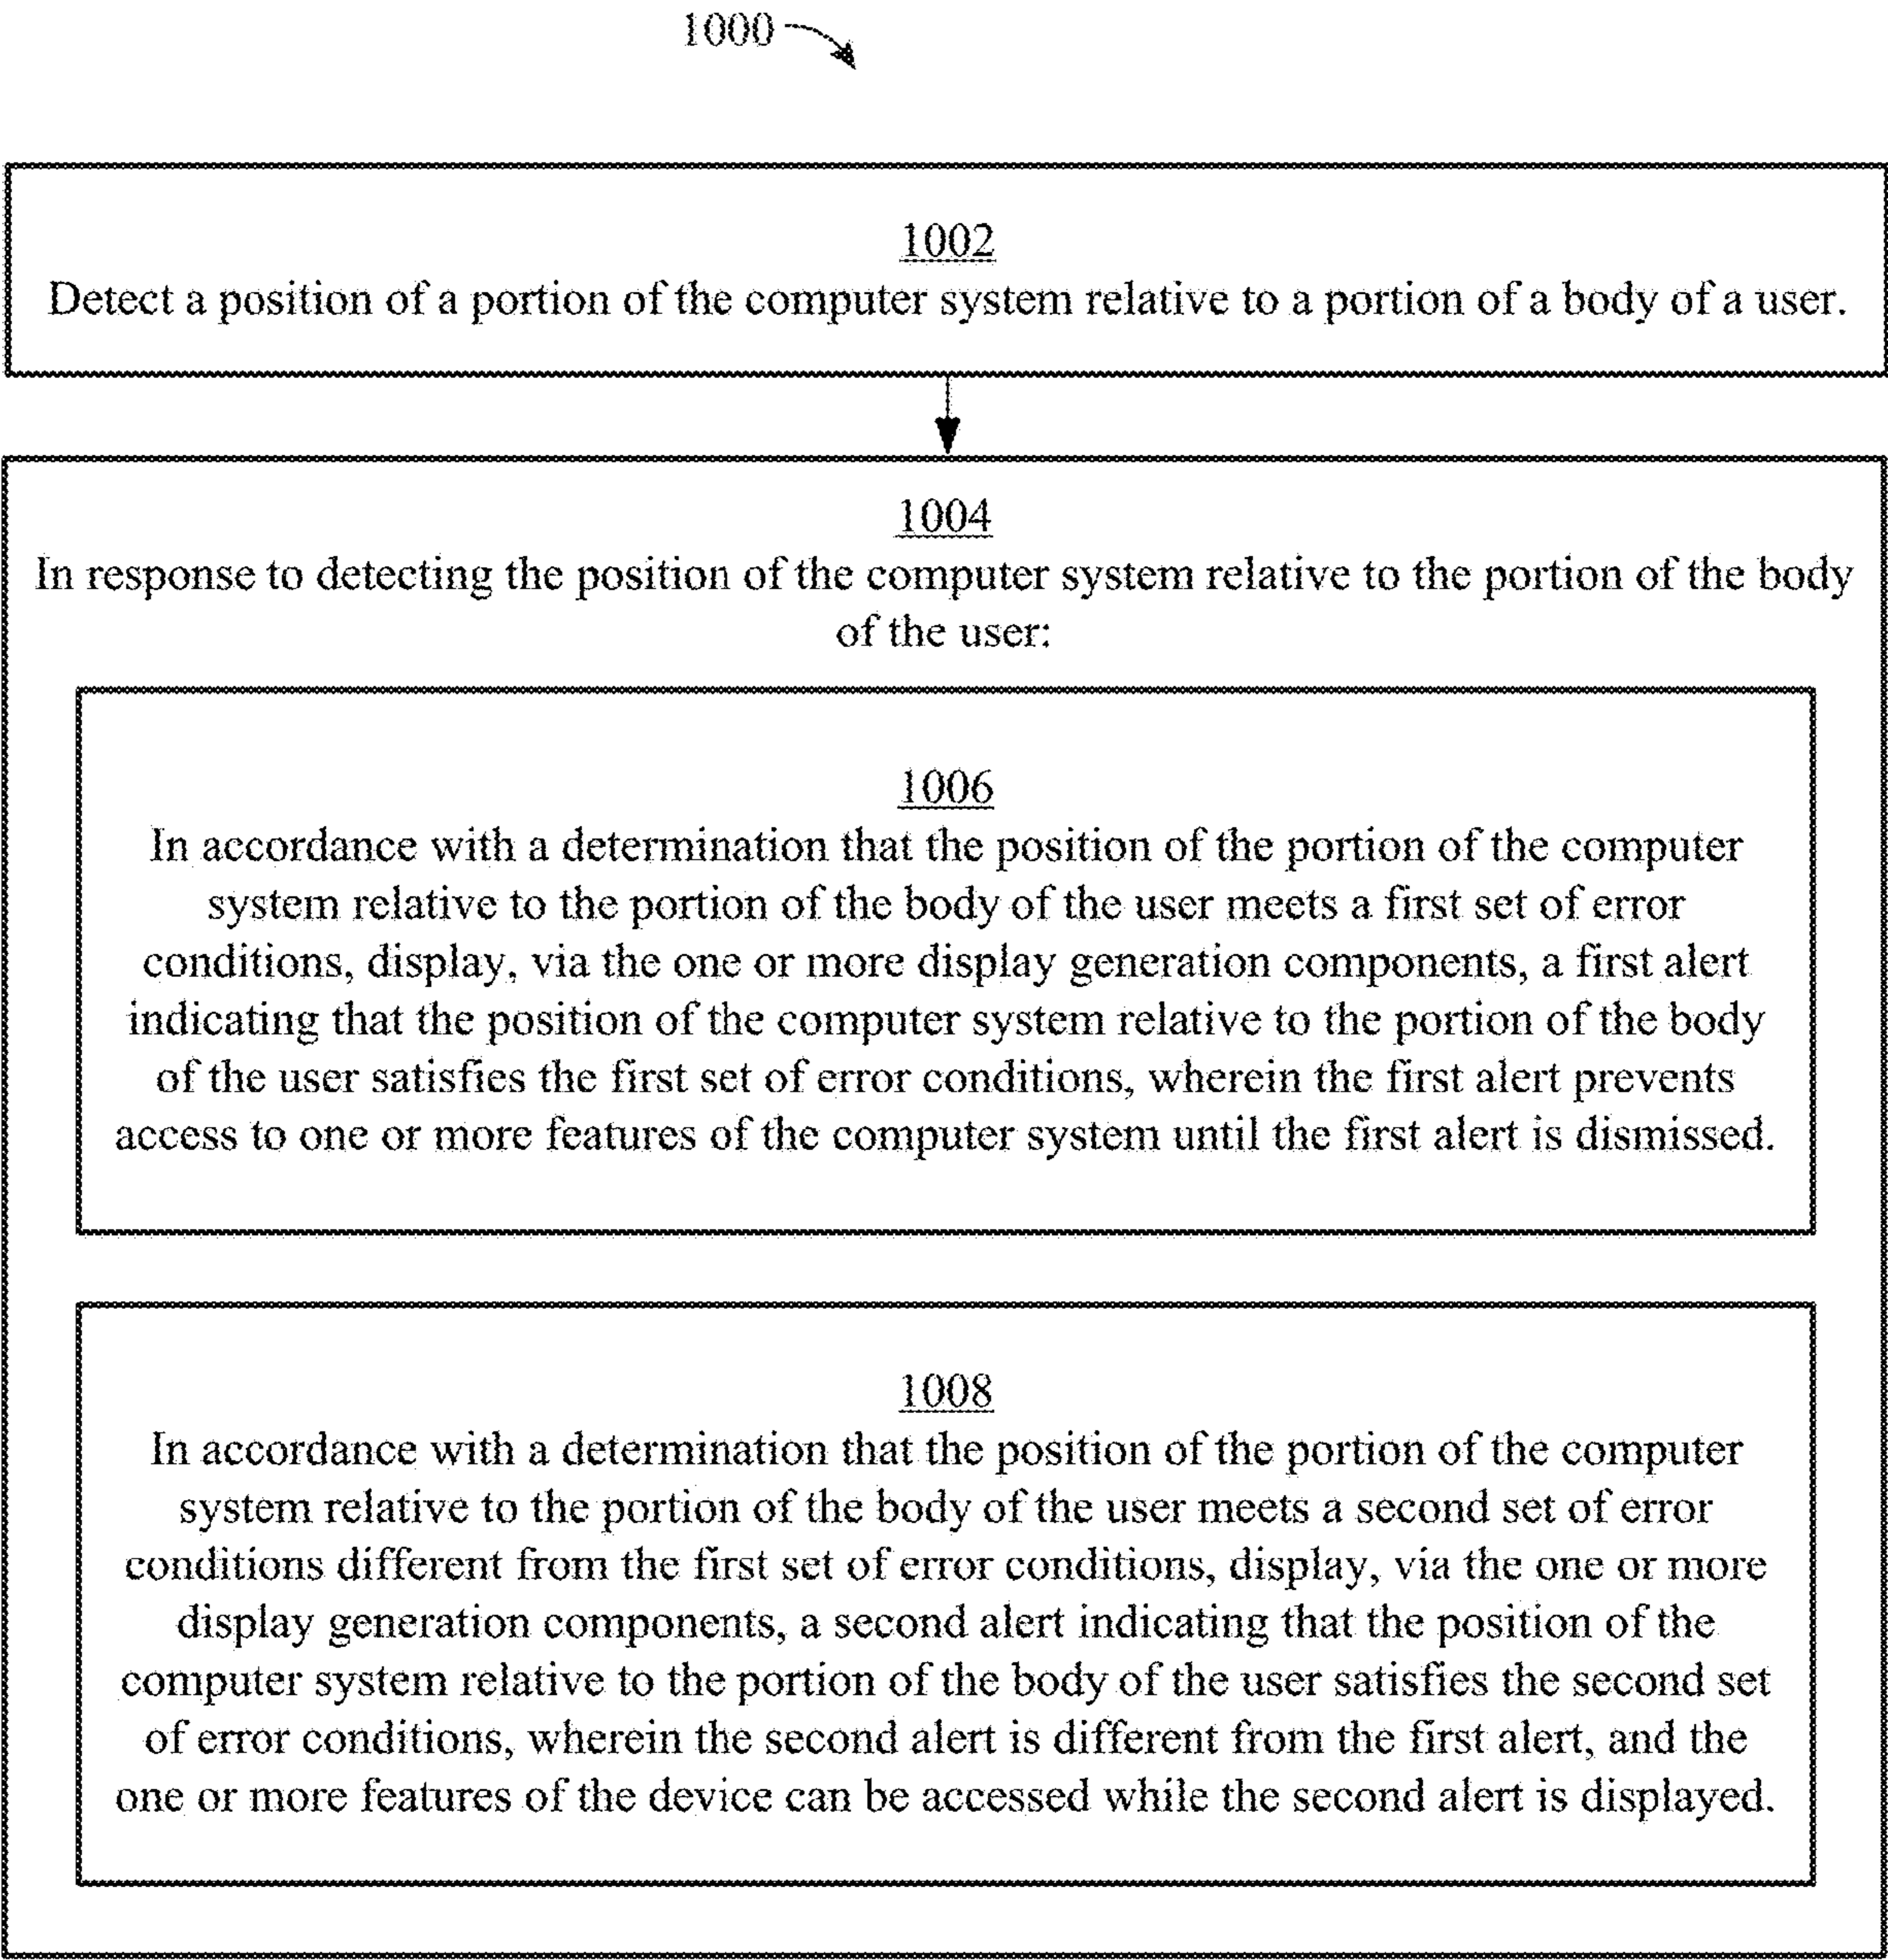 1000
1002
Detect a position of a portion of the computer system relative to a portion of a body of a user.
1004
In response to detecting the position of the computer system relative to the portion of the body
of the user:
1006
In accordance with a determination that the position of the portion of the computer
system relative to the portion of the body of the user meets a first set of error
conditions, display, via the one or more display generation components, a first alert
indicating that the position of the computer system relative to the portion of the body
of the user satisfies the first set of error conditions, wherein the first alert prevents
access to one or more features of the computer system until the first alert is dismissed.
1008
In accordance with a determination that the position of the portion of the computer
system relative to the portion of the body of the user meets a second set of error
conditions different from the first set of error conditions, display, via the one or more
display generation components, a second alert indicating that the position of the
computer system relative to the portion of the body of the user satisfies the second set
of error conditions, wherein the second alert is different from the first alert, and the
one or more features of the device can be accessed while the second alert is displayed.